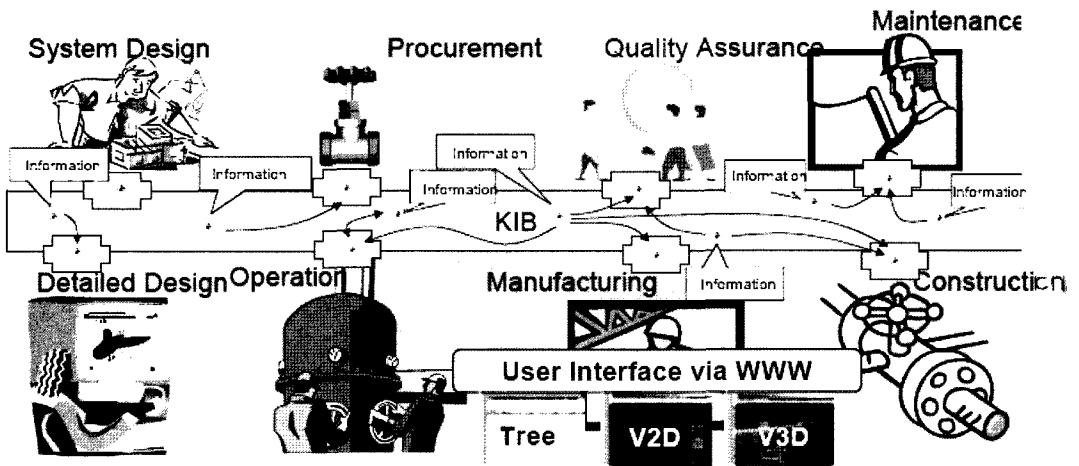 Maintenance
System Design
Procurement
Quality Assurance
Information
Information
Information
Information
Information
Information
KIB
Detailed Design
Operation
Manufacturing
Information
Construction
User Interface via WWW
Tree
V2D
V3D